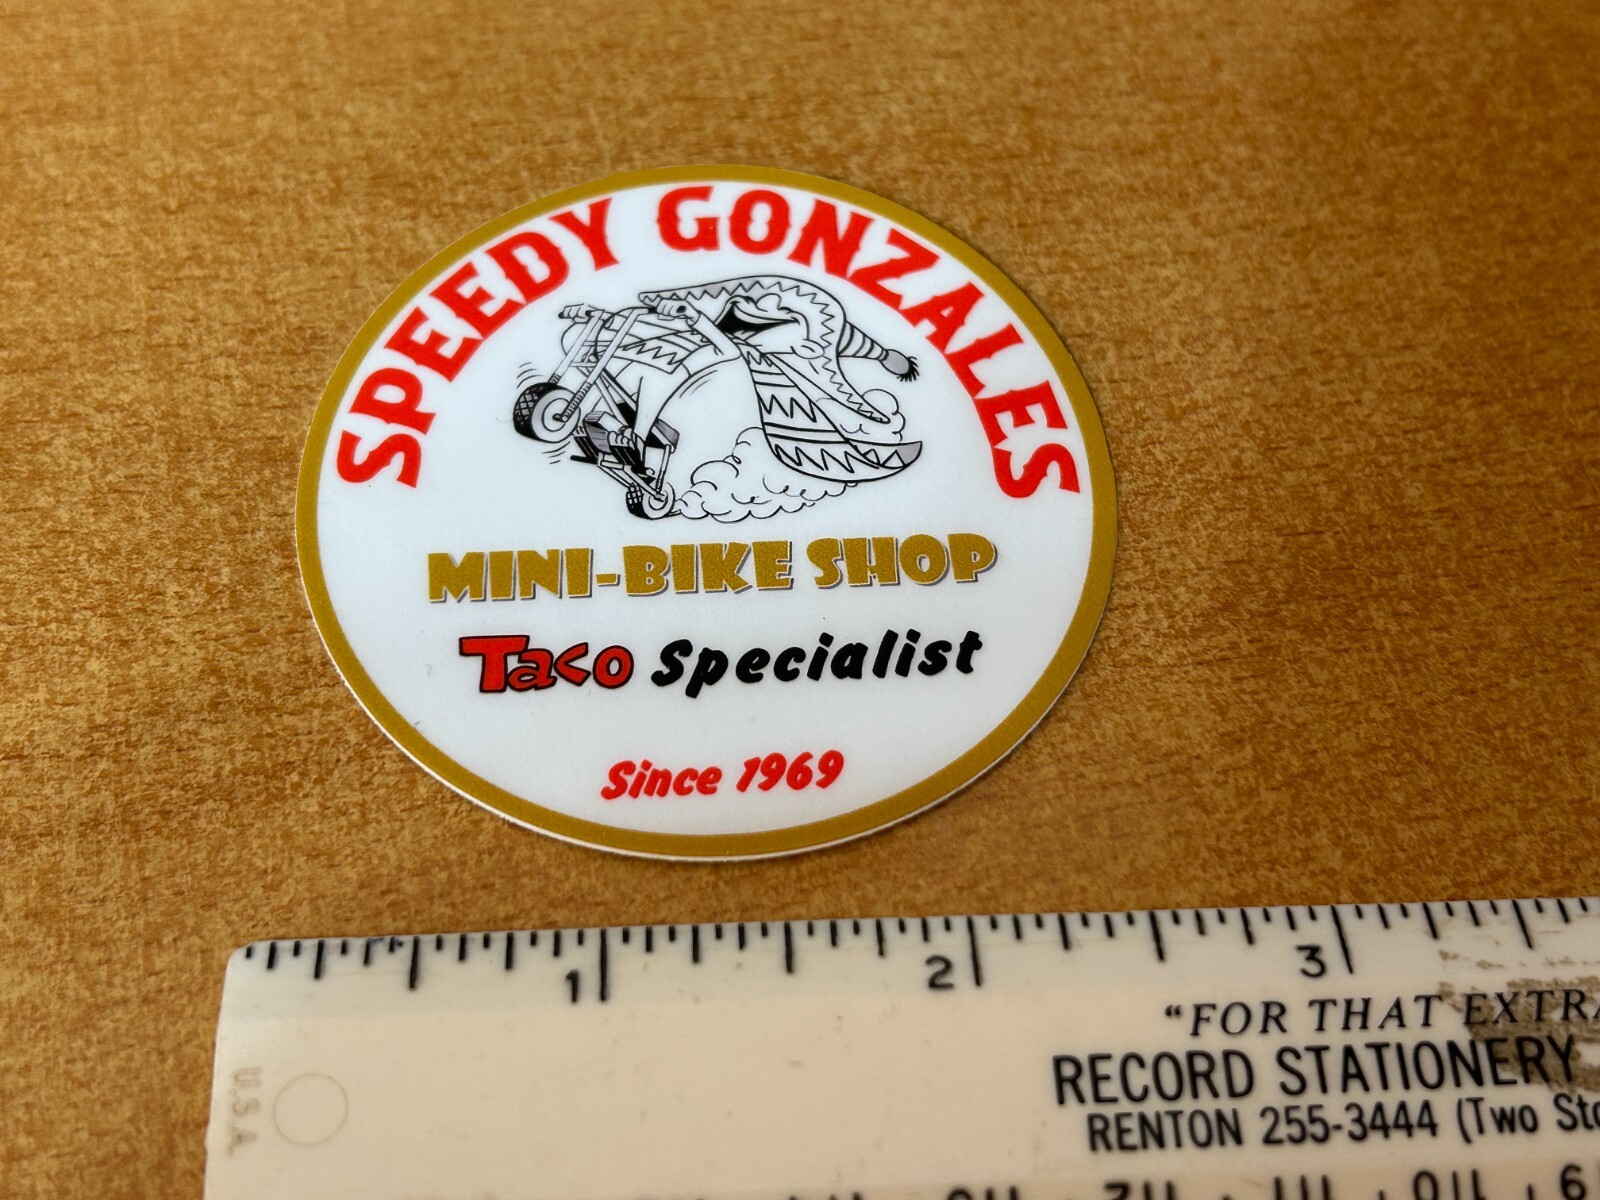 SPEEDY GONZALES
MINI-BIKE SHOP
Taco Specialist
Since 1969
1 2 3
"FOR THAT EXTRA
RECORD STATIONERY
RENTON 255-3444 (Two Sto
U.S.A.